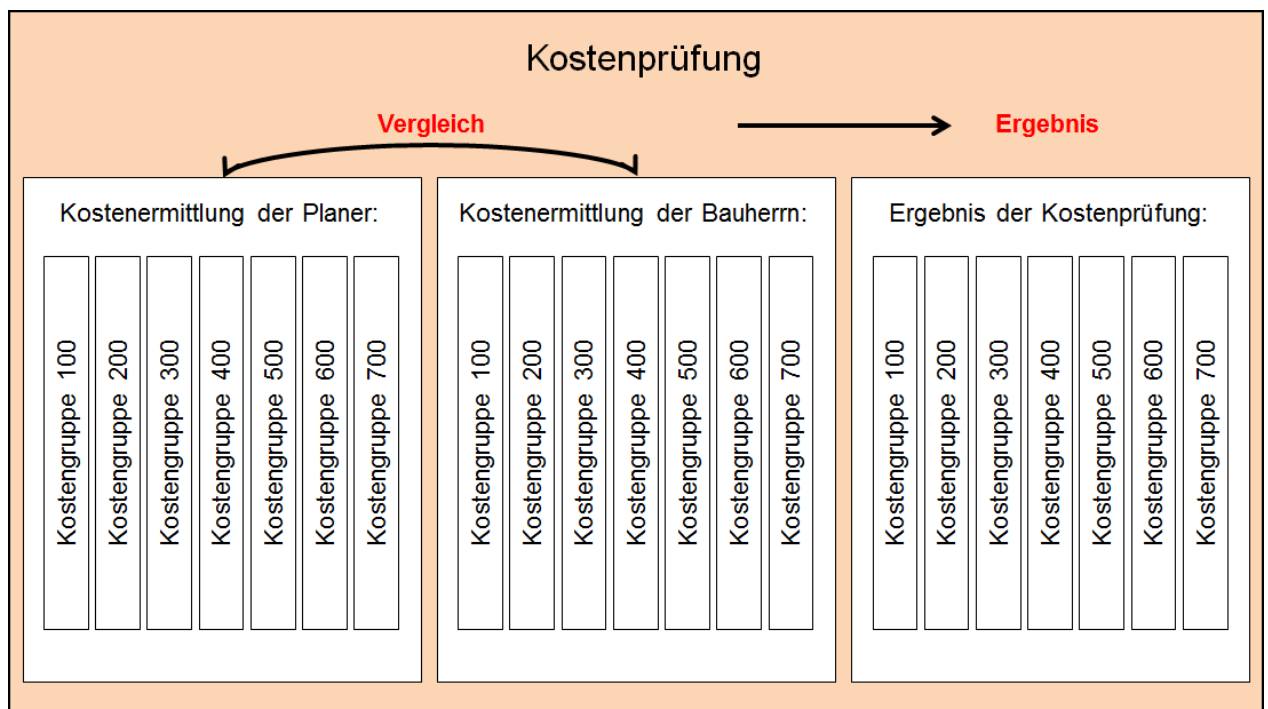 Kostenprüfung
Vergleich
Ergebnis
Kostenermittlung der Planer:
Kostengruppe 100
Kostengruppe 200
Kostengruppe 300
Kostengruppe 400
Kostengruppe 500
Kostengruppe 600
Kostengruppe 700
Kostenermittlung der Bauherrn:
Kostengruppe 100
Kostengruppe 200
Kostengruppe 300
Kostengruppe 400
Kostengruppe 500
Kostengruppe 600
Kostengruppe 700
Ergebnis der Kostenprüfung:
Kostengruppe 100
Kostengruppe 200
Kostengruppe 300
Kostengruppe 400
Kostengruppe 500
Kostengruppe 600
Kostengruppe 700